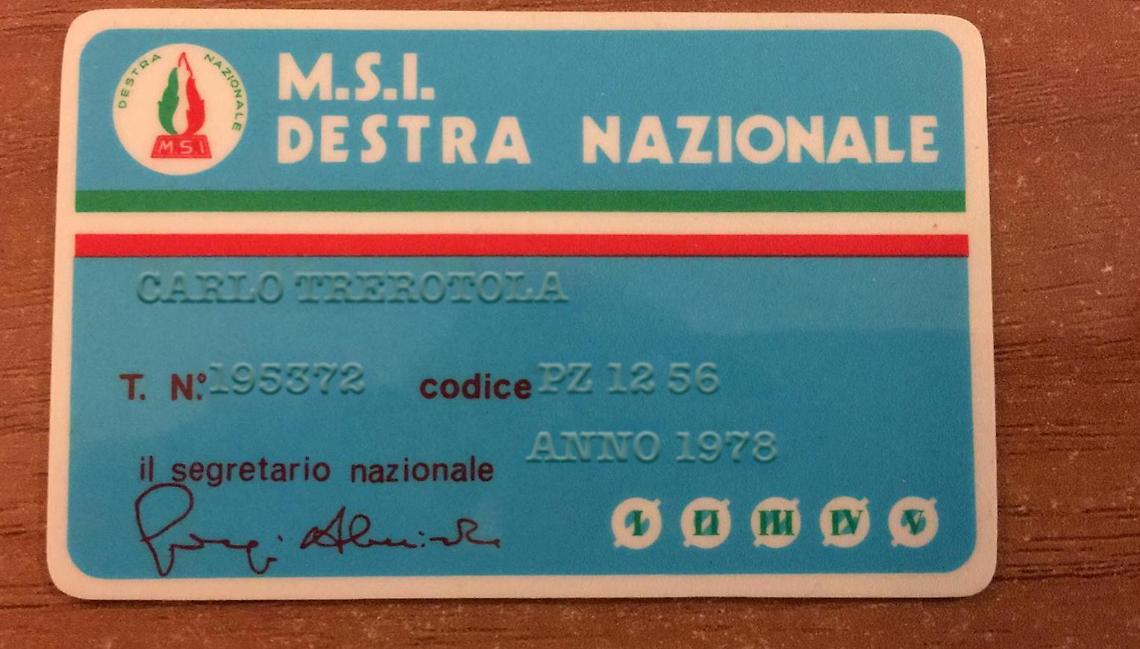 DESTRA NAZIONALE
M.S.I
M.S.I.
DESTRA NAZIONALE
CARLO TREROTOLA
T. N.º 195372 codice PZ 12 56
ANNO 1978
il segretario nazionale
I II III IV V